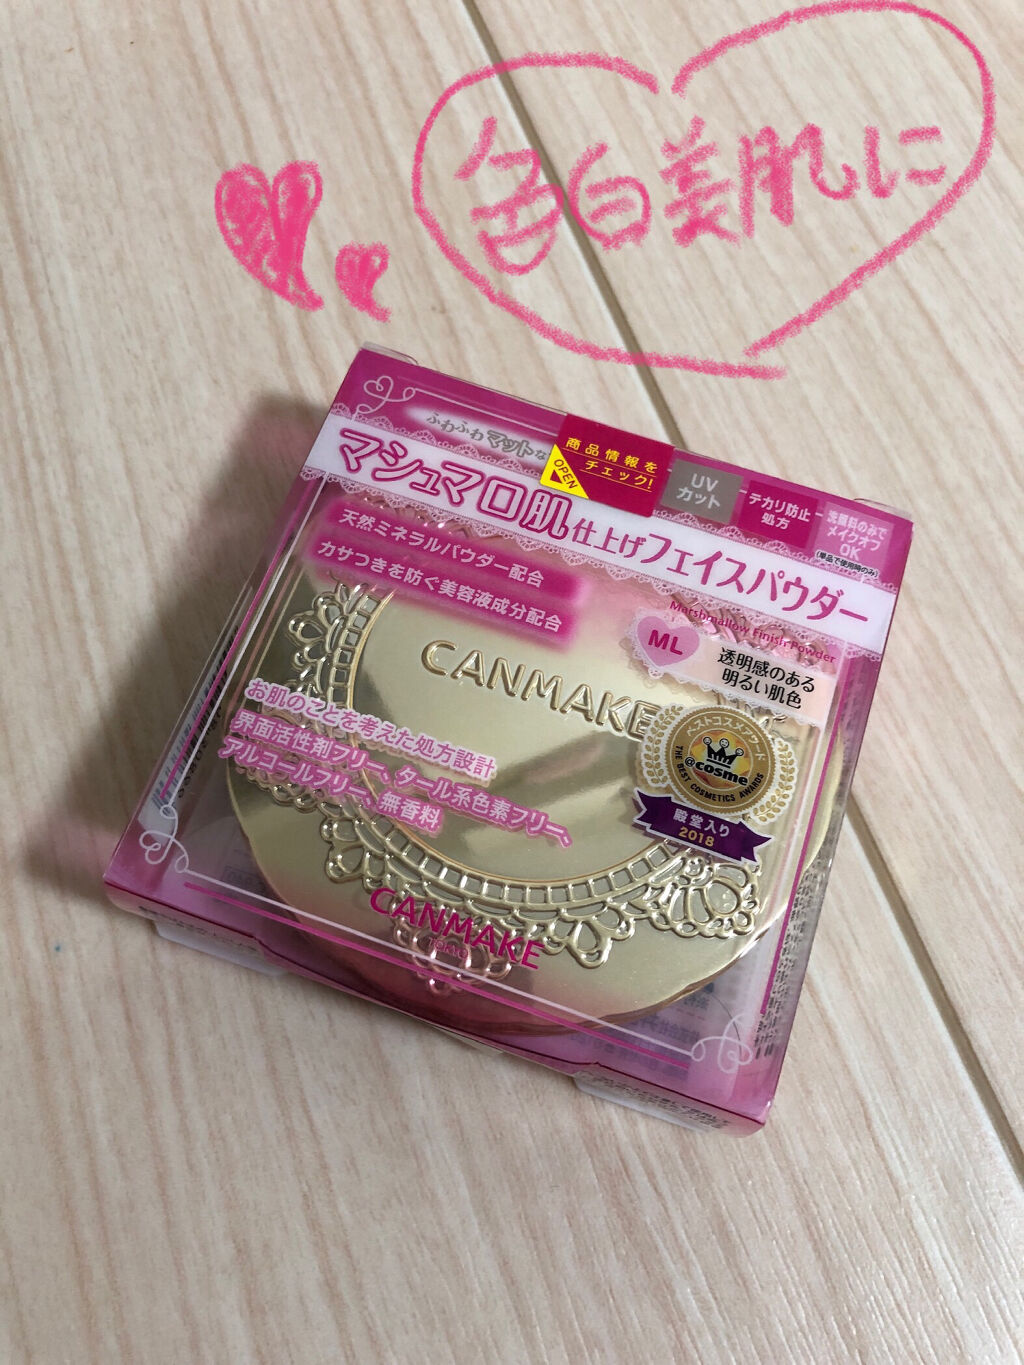 色白美肌に
ふわふわマットな
商品情報を
チェック!
OPEN
UV
カット
テカリ防止
処方
洗顔料のみで
メイクオフ
OK
(単品で使用時のみ)
マシュマロ肌仕上げフェイスパウダー
Marshmallow Finish Powder
天然ミネラルパウダー配合
カサつきを防ぐ美容液成分配合
ML
透明感のある
明るい肌色
CANMAKE
お肌のことを考えた処方設計
界面活性剤フリー、タール系色素フリー、
アルコールフリー、無香料
ベストコスメアワード
@cosme
THE BEST COSMETICS AWARDS
殿堂入り
2018
CANMAKE
TOKYO